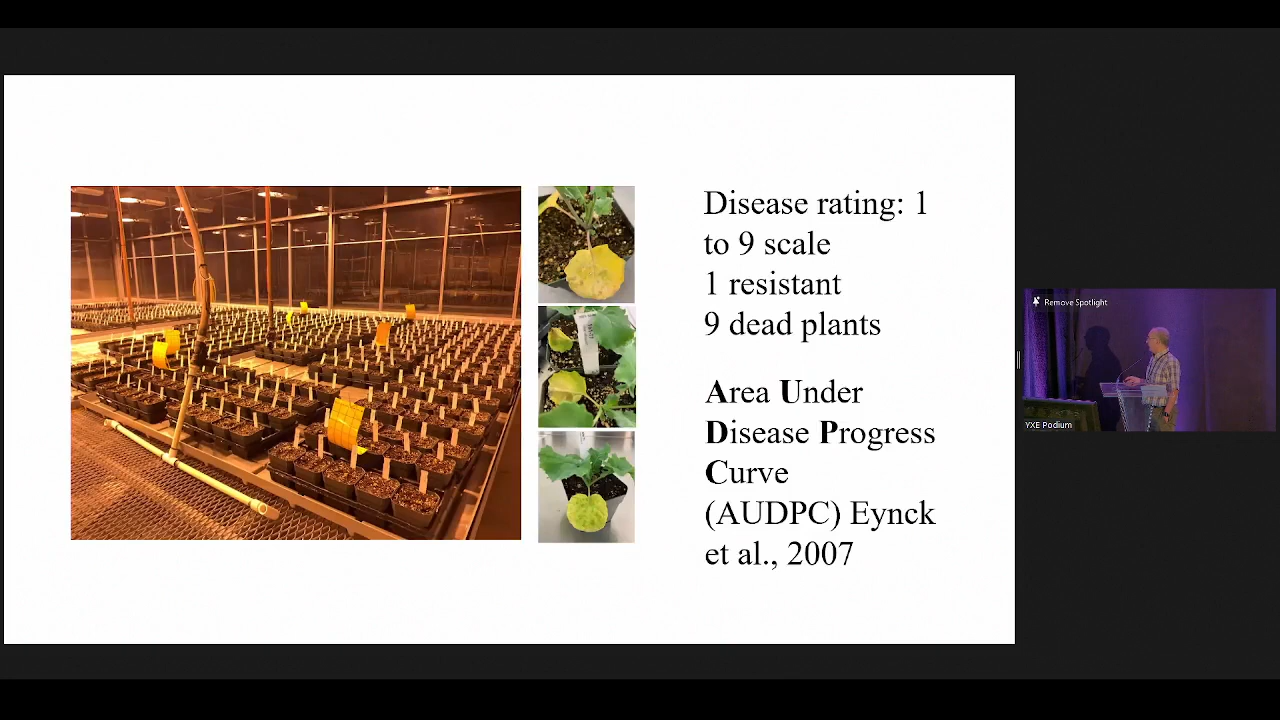 Disease rating: 1
to 9 scale
1 resistant
9 dead plants
Area Under
Disease Progress
Curve
(AUDPC) Eynck
et al., 2007
Remove Spotlight
YXE Podium